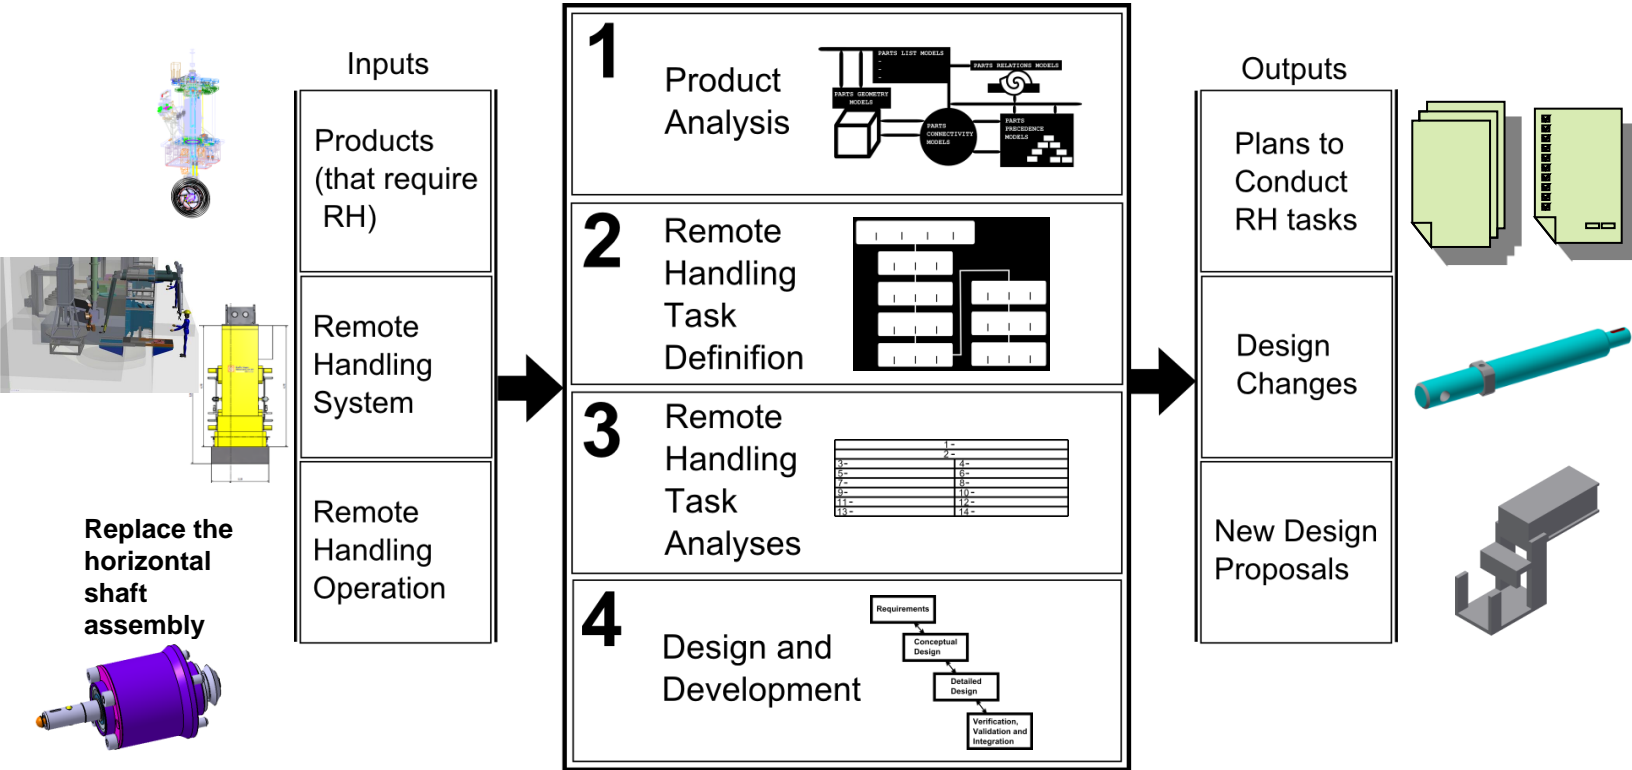 Inputs
Products
(that require
RH)
Remote
Handling
System
Remote
Handling
Operation
Replace the
horizontal
shaft
assembly
1
Product
Analysis
PARTS LIST MODELS
-
-
-
PARTS RELATIONS MODELS
PARTS GEOMETRY
MODELS
PARTS
CONNECTIVITY
MODELS
PARTS
PRECEDENCE
MODELS
2
Remote
Handling
Task
Definifion
3
Remote
Handling
Task
Analyses
1-
2-
3- 4-
5- 6-
7- 8-
9- 10-
11- 12-
13- 14-
4
Design and
Development
Requirements
Conceptual
Design
Detailed
Design
Verification,
Validation and
Integration
Outputs
Plans to
Conduct
RH tasks
Design
Changes
New Design
Proposals